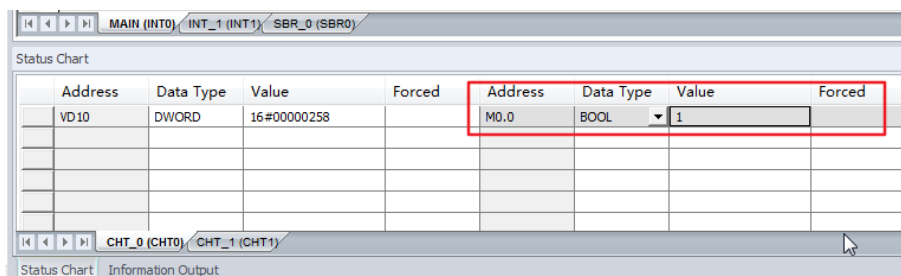 MAIN (INT0) INT_1 (INT1) SBR_0 (SBR0)
Status Chart
Address Data Type Value Forced Address Data Type Value Forced
VD10 DWORD 16#00000258 M0.0 BOOL 1
CHT_0 (CHT0) CHT_1 (CHT1)
Status Chart Information Output